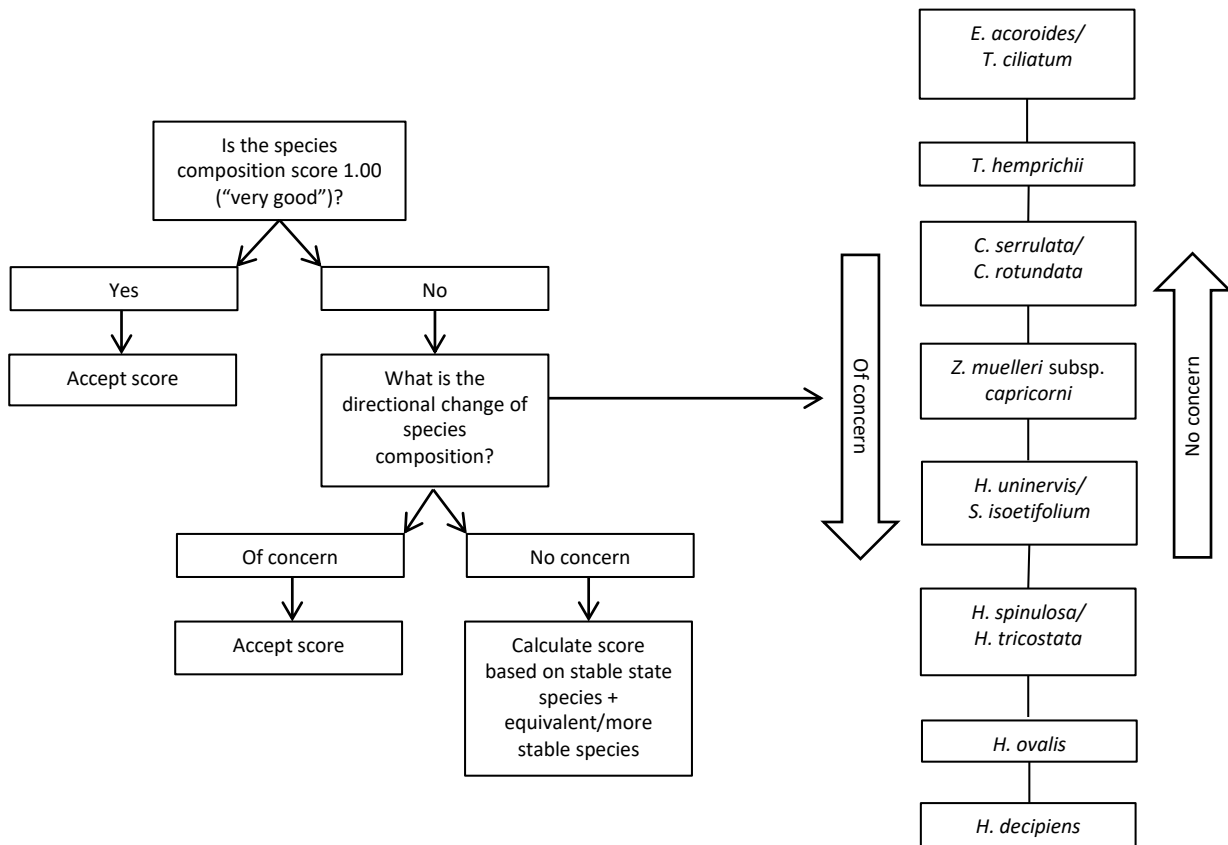 Is the species
composition score 1.00
(“very good”)?
Yes
No
Accept score
What is the
directional change of
species
composition?
Of concern
No concern
Accept score
Calculate score
based on stable state
species +
equivalent/more
stable species
Of concern
E. acoroides/
T. ciliatum
T. hemprichii
C. serrulata/
C. rotundata
Z. muelleri subsp.
capricorni
H. uninervis/
S. isoetifolium
H. spinulosa/
H. tricostata
H. ovalis
H. decipiens
No concern